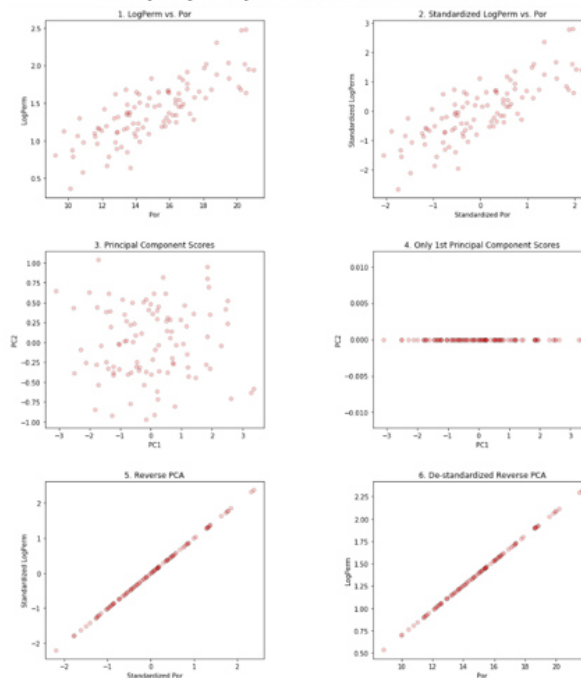 1. LogPerm vs. Por
2.5
2.0
1.5
1.0
0.5
LogPerm
10 12 14 16 18 20
Por
2. Standardized LogPerm vs. Por
3
2
1
0
−1
−2
Standardized LogPerm
−2 −1 0 1 2
Standardized Por
3. Principal Component Scores
1.00
0.75
0.50
0.25
0.00
−0.25
−0.50
−0.75
−1.00
PC2
−3 −2 −1 0 1 2 3
PC1
4. Only 1st Principal Component Scores
0.010
0.005
0.000
−0.005
−0.010
PC2
−3 −2 −1 0 1 2 3
PC1
5. Reverse PCA
2
1
0
−1
−2
Standardized LogPerm
−2 −1 0 1 2
Standardized Por
6. De-standardized Reverse PCA
2.25
2.00
1.75
1.50
1.25
1.00
0.75
0.50
LogPerm
8 10 12 14 16 18 20
Por